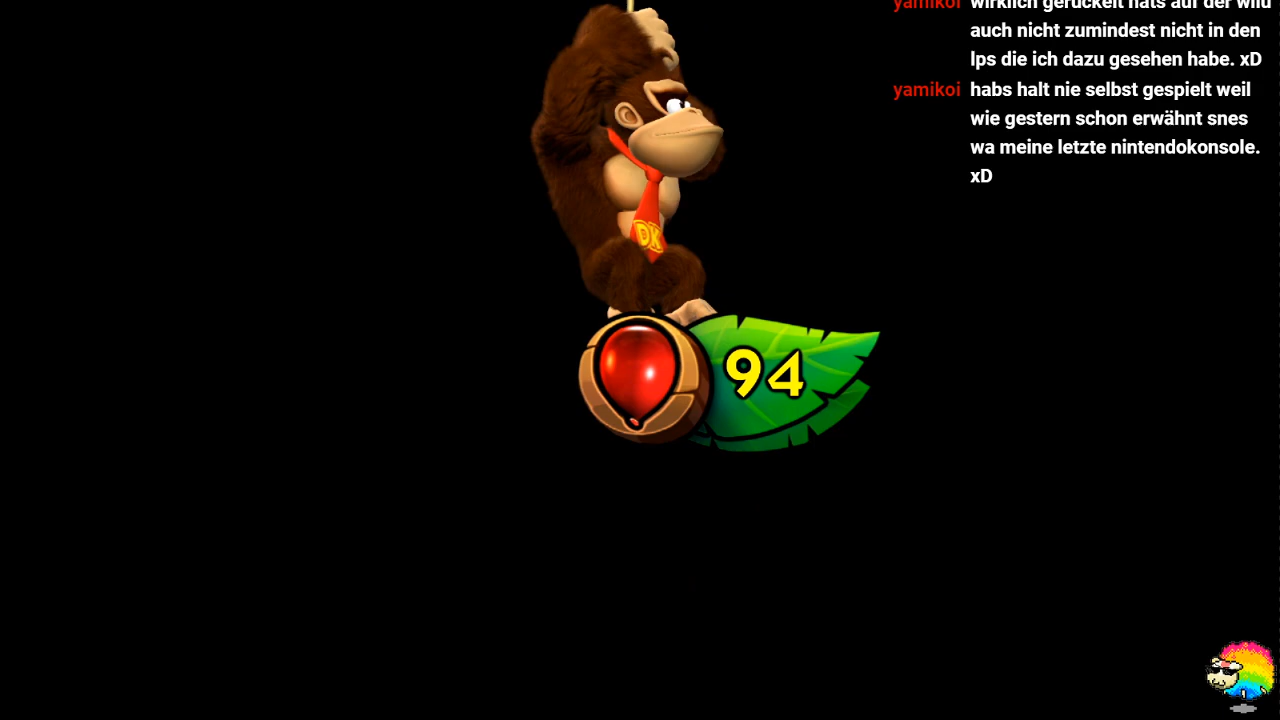 yamikoi wirklich geruckelt hats auf der wiiu
auch nicht zumindest nicht in den
lps die ich dazu gesehen habe. xD
yamikoi habs halt nie selbst gespielt weil
wie gestern schon erwähnt snes
wa meine letzte nintendokonsole.
xD
DK
94